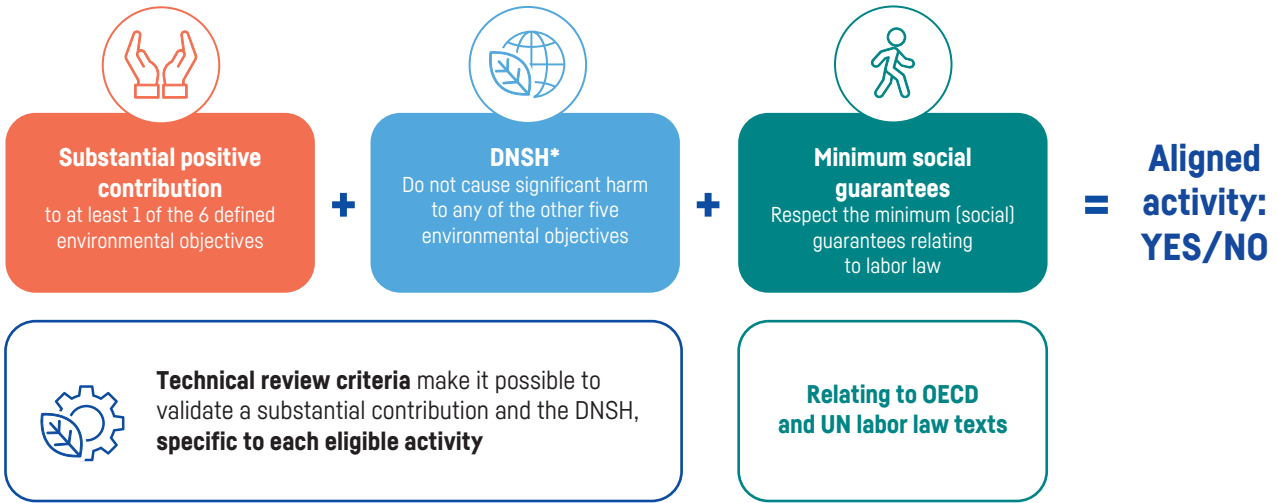 Substantial positive
contribution
to at least 1 of the 6 defined
environmental objectives
+
DNSH*
Do not cause significant harm
to any of the other five
environmental objectives
+
Minimum social
guarantees
Respect the minimum (social)
guarantees relating
to labor law
=
Aligned
activity:
YES/NO
Technical review criteria make it possible to
validate a substantial contribution and the DNSH,
specific to each eligible activity
Relating to OECD
and UN labor law texts